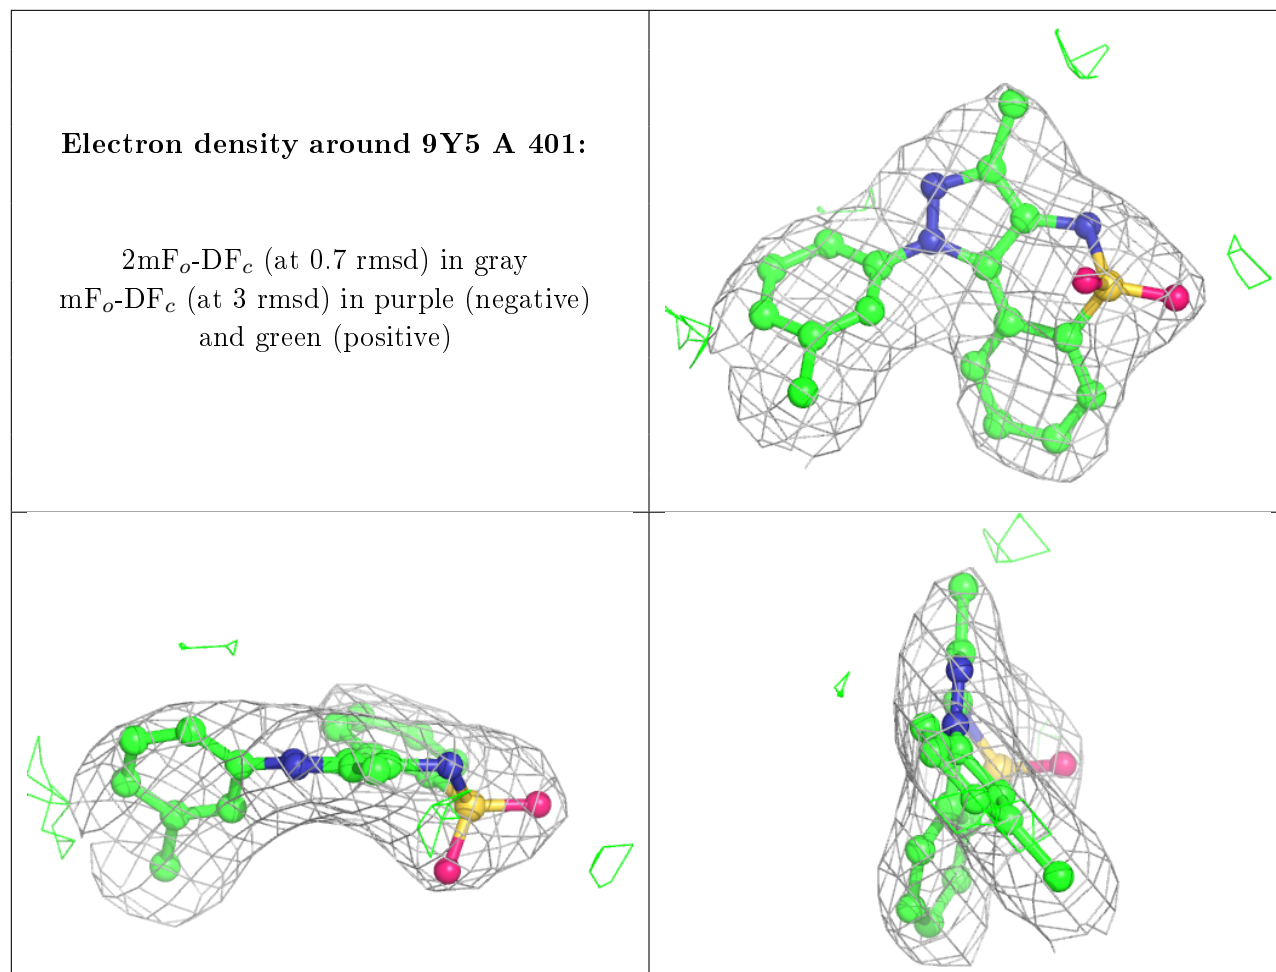 Electron density around 9Y5 A 401:
2mFo-DFc (at 0.7 rmsd) in gray
mFo-DFc (at 3 rmsd) in purple (negative)
and green (positive)